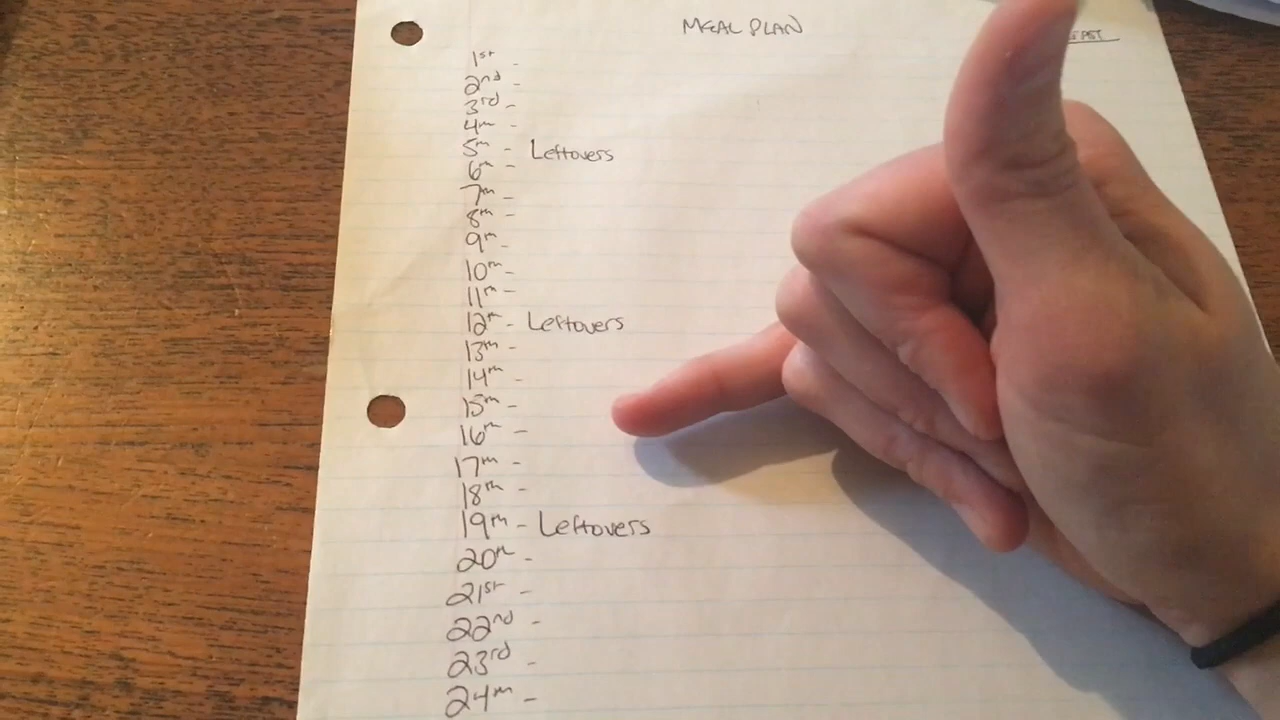 MEAL PLAN
1st -
2nd -
3rd -
4th -
5th - Leftovers
6th -
7th -
8th -
9th -
10th -
11th -
12th - Leftovers
13th -
14th -
15th -
16th -
17th -
18th -
19th - Leftovers
20th -
21st -
22nd -
23rd -
24th -